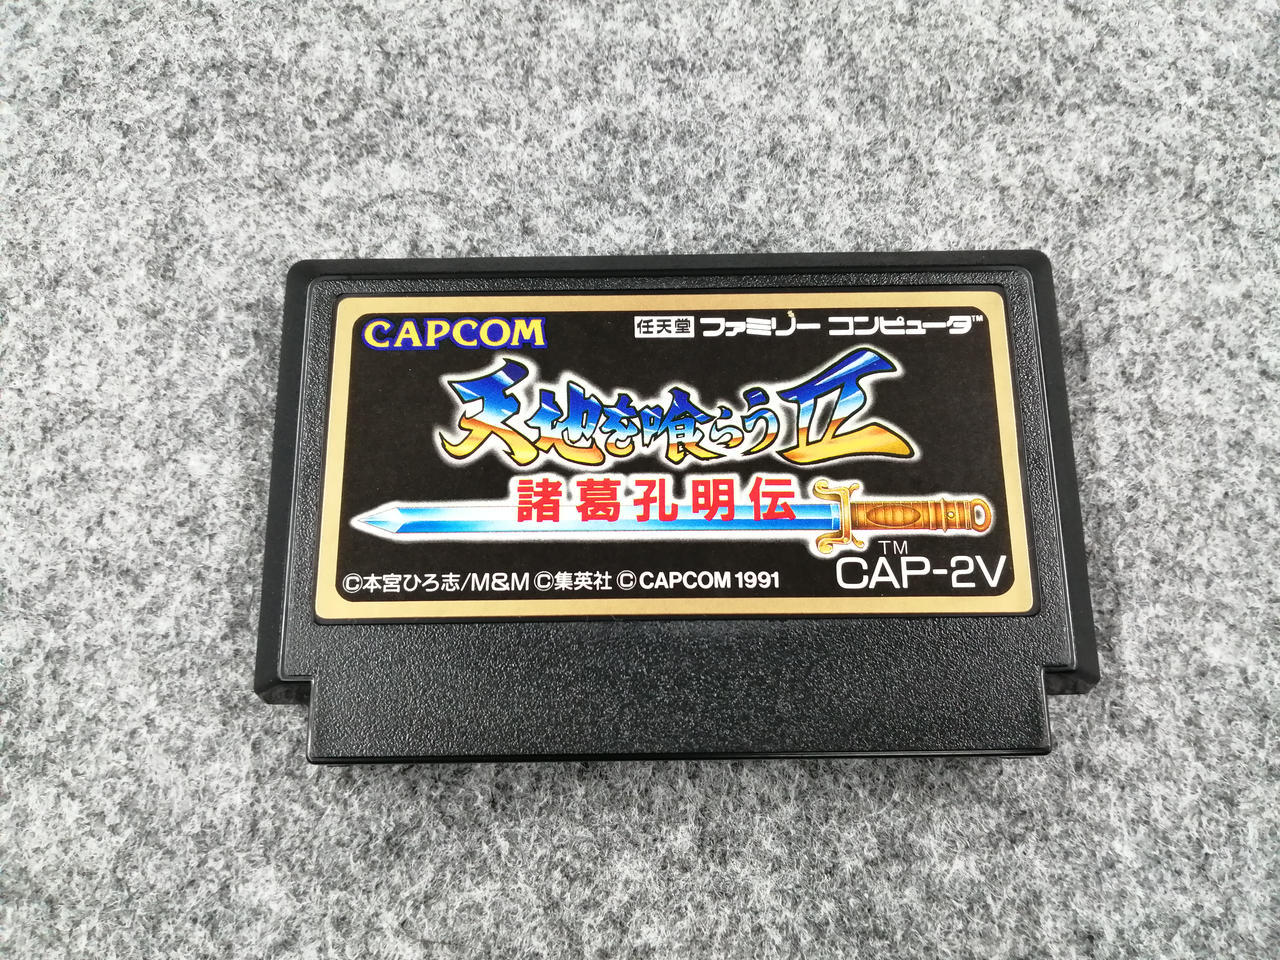 CAPCOM
任天堂 ファミリー コンピュータ™
天地を喰らうII
諸葛孔明伝
TM
CAP-2V
©本宮ひろ志/M&M ©集英社 © CAPCOM 1991